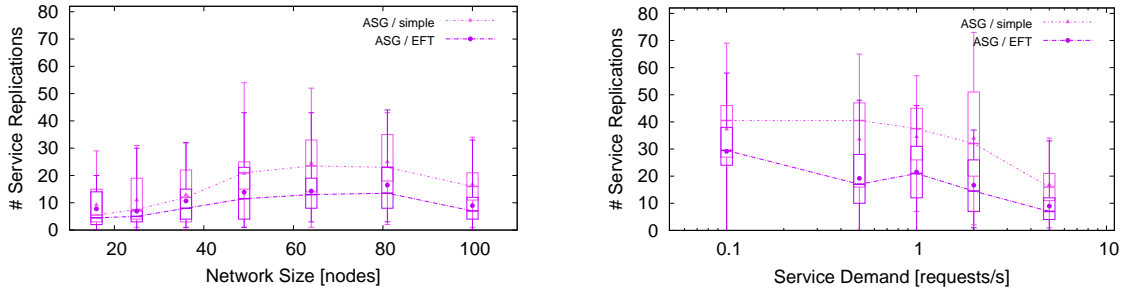 # Service Replications
80
70
60
50
40
30
20
10
0
20 40 60 80 100
Network Size [nodes]
ASG / simple
ASG / EFT
# Service Replications
80
70
60
50
40
30
20
10
0
0.1 1 10
Service Demand [requests/s]
ASG / simple
ASG / EFT